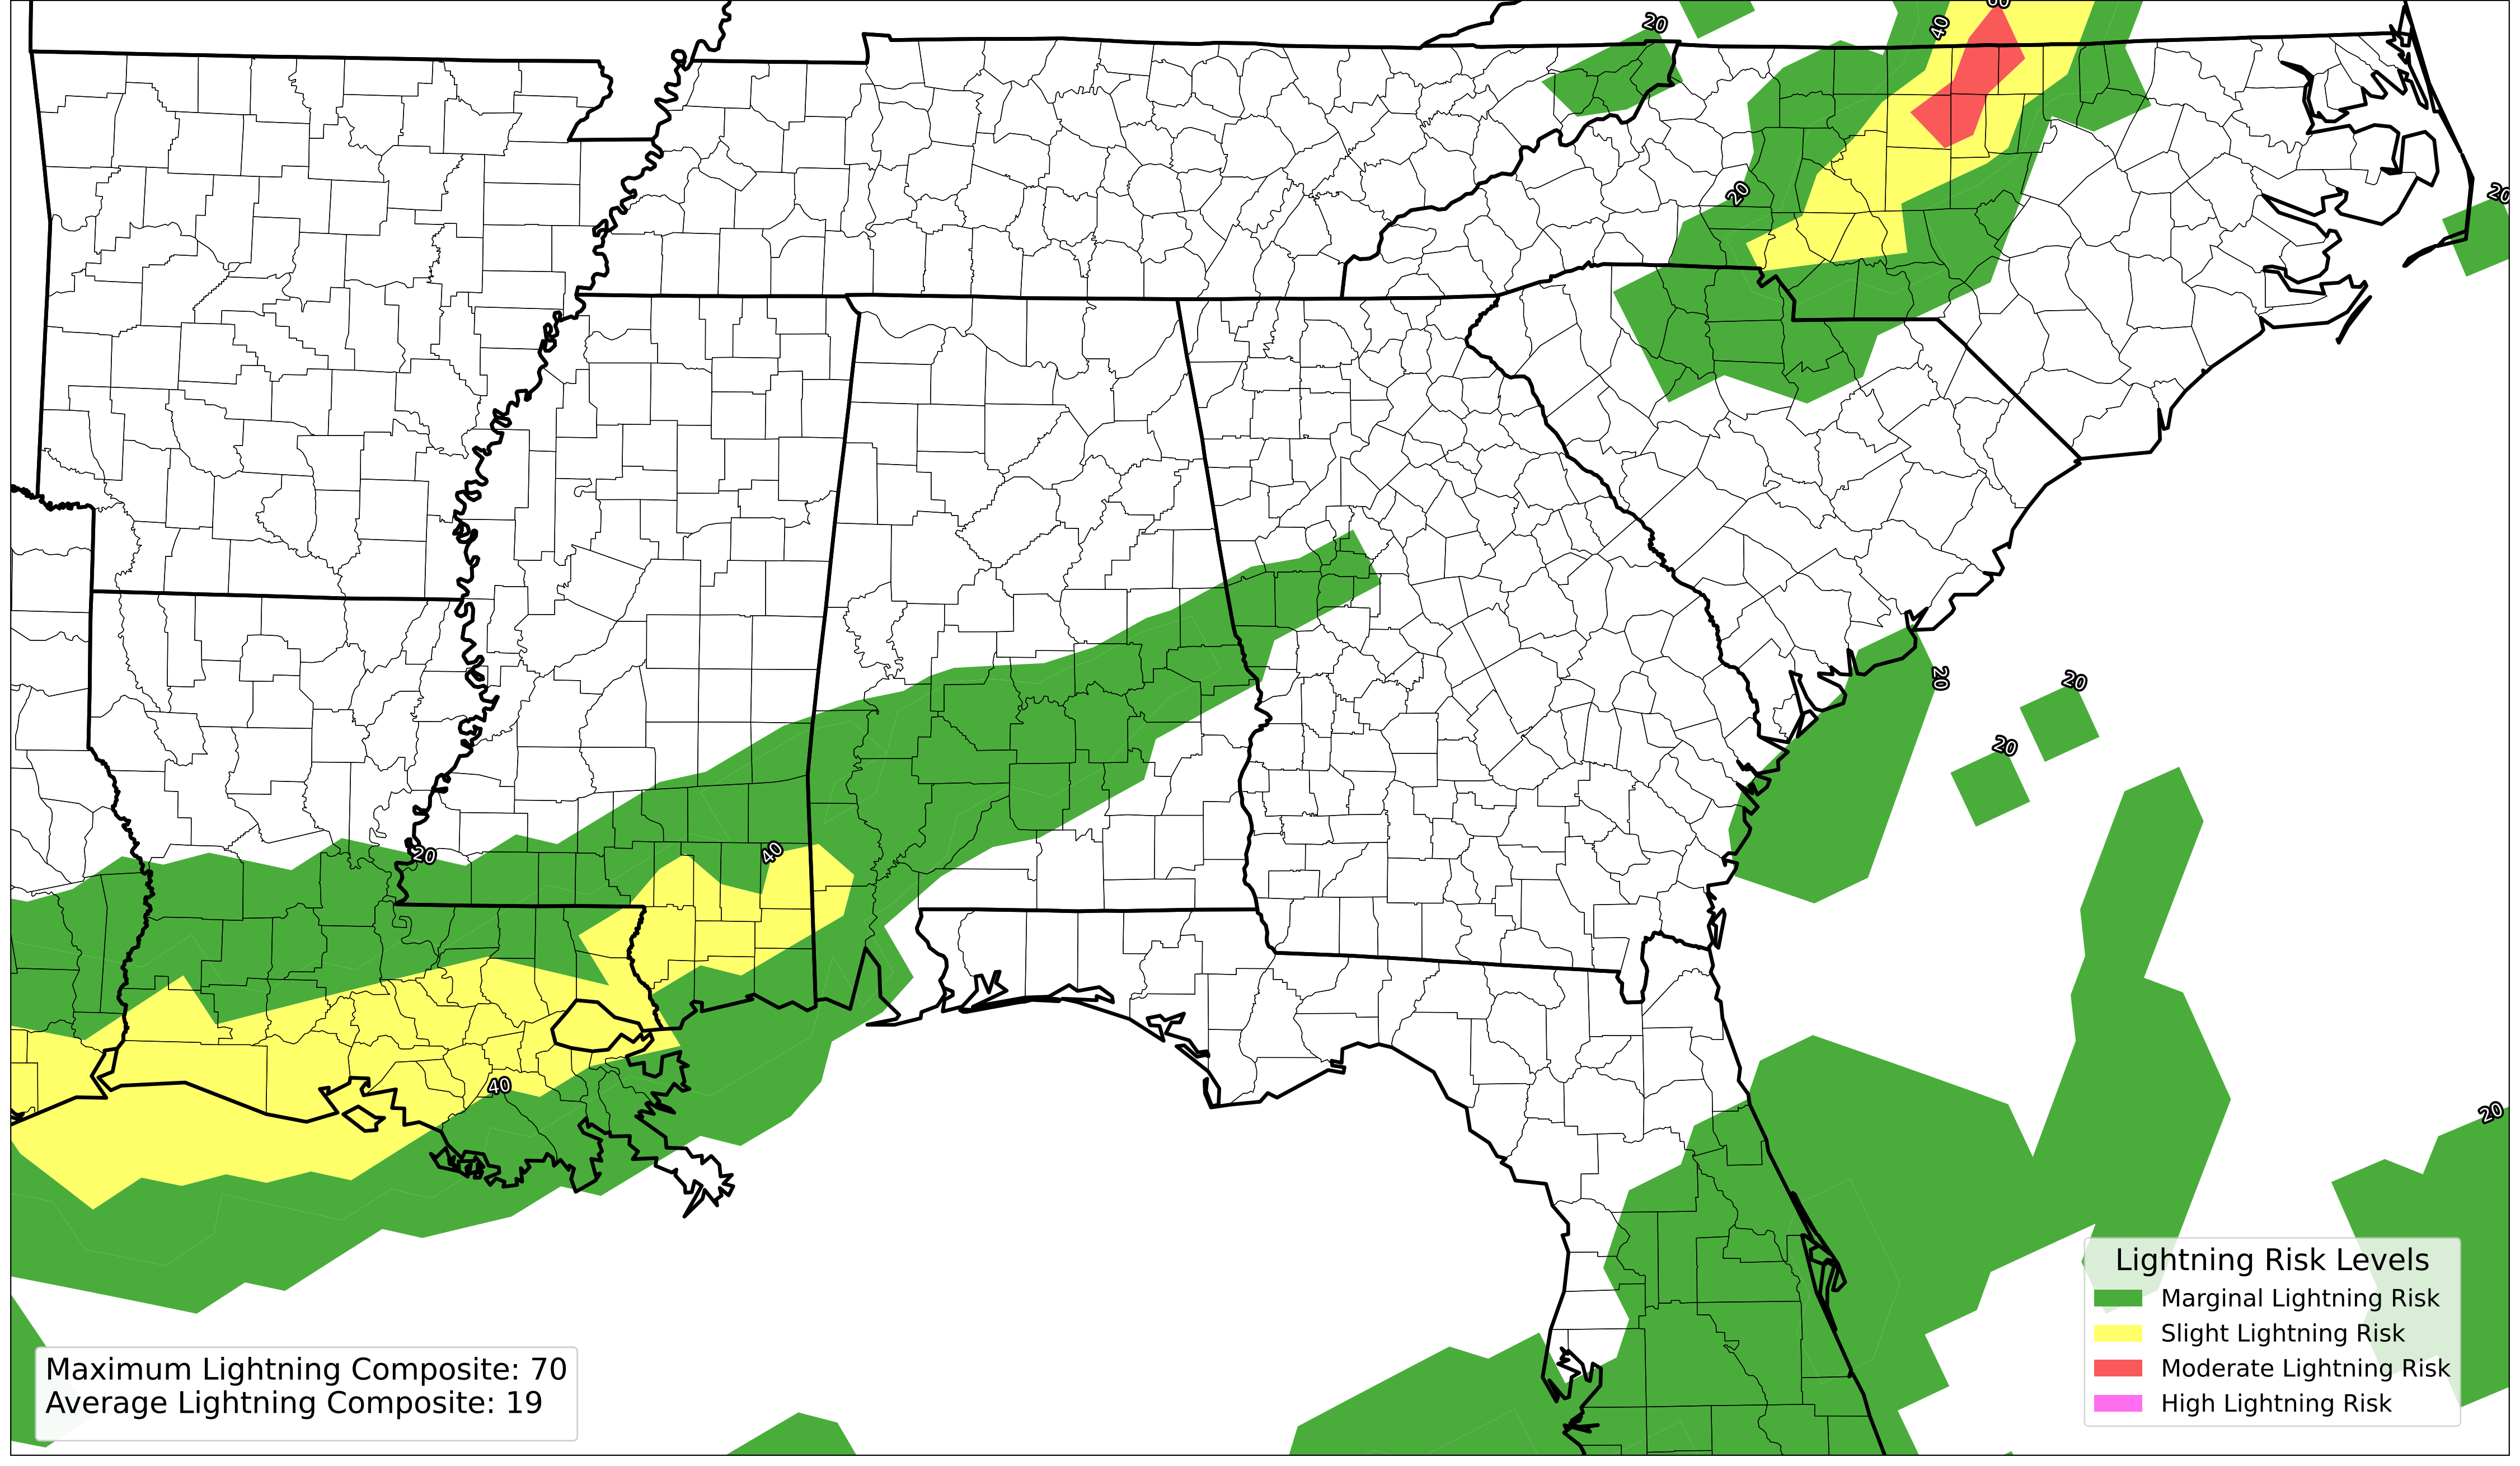 60
20
40
20
20
20
20
20
40
20
40
20
Lightning Risk Levels
Marginal Lightning Risk
Slight Lightning Risk
Moderate Lightning Risk
High Lightning Risk
Maximum Lightning Composite: 70
Average Lightning Composite: 19